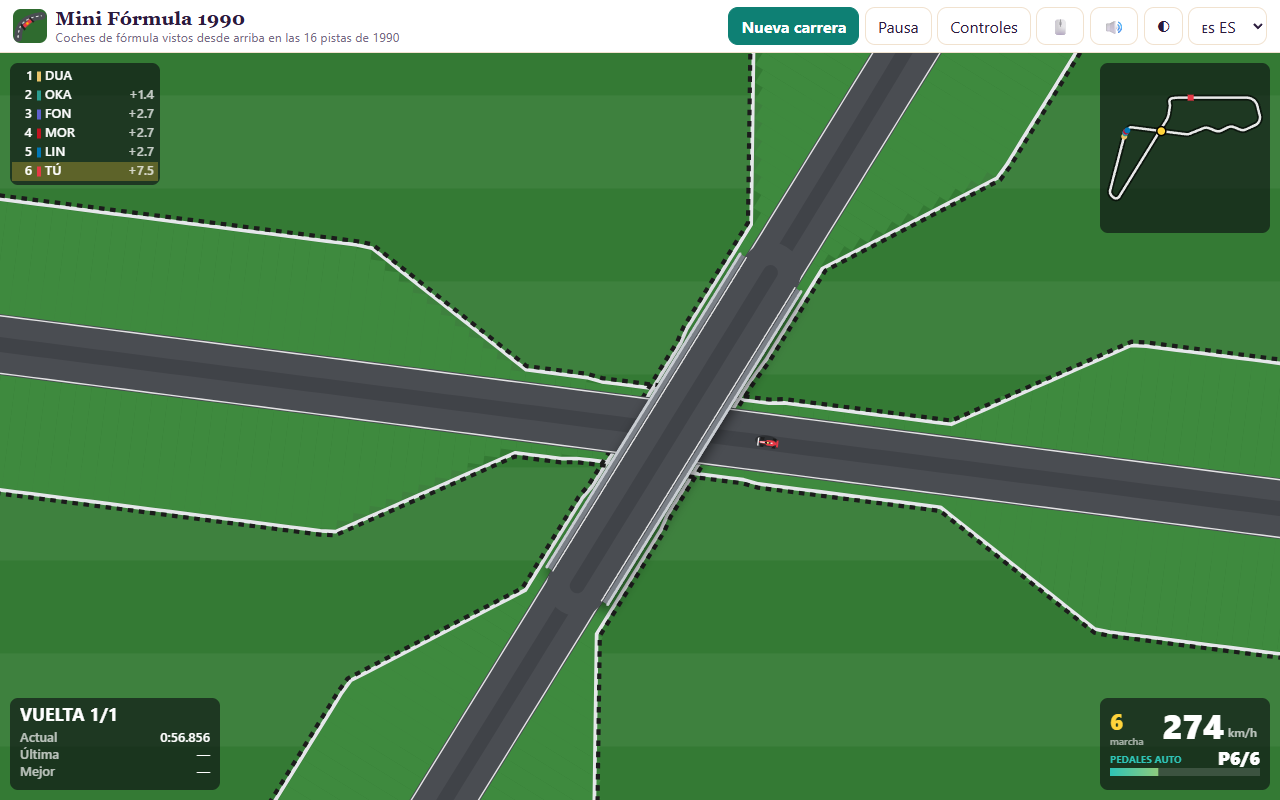 Mini Fórmula 1990
Coches de fórmula vistos desde arriba en las 16 pistas de 1990
Nueva carrera
Pausa
Controles
ES ES
1 DUA
2 OKA +1.4
3 FON +2.7
4 MOR +2.7
5 LIN +2.7
6 TÚ +7.5
VUELTA 1/1
Actual 0:56.856
Última —
Mejor —
6 274 km/h
marcha
PEDALES AUTO P6/6